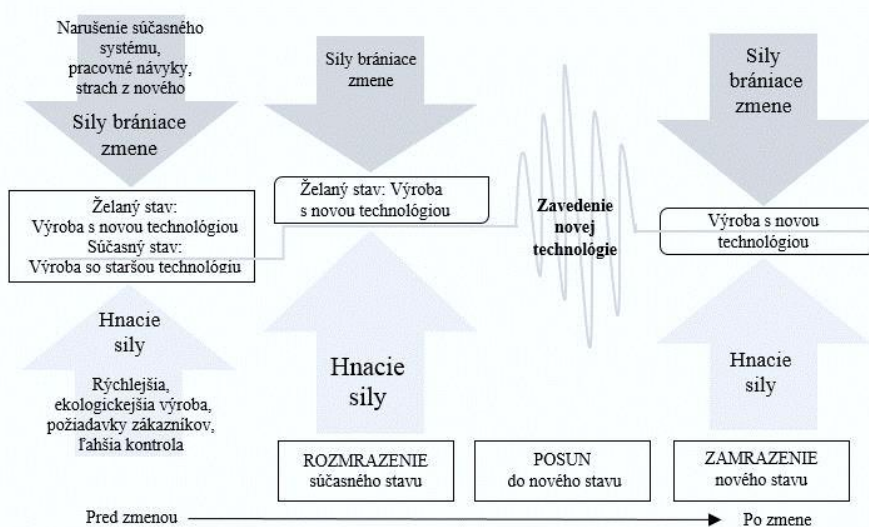 Narušenie súčasného
systému,
pracovné návyky,
strach z nového
Sily brániace
zmene
Želaný stav:
Výroba s novou technológiou
Súčasný stav:
Výroba so staršou technológiu
Hnacie
sily
Rýchlejšia,
ekologickejšia výroba,
požiadavky zákazníkov,
ľahšia kontrola
Sily brániace
zmene
Želaný stav: Výroba
s novou technológiou
Hnacie
sily
ROZMRAZENIE
súčasného stavu
Zavedenie
novej
technológie
POSUN
do nového stavu
Sily
brániace
zmene
Výroba s novou
technológiou
Hnacie
sily
ZAMRAZENIE
nového stavu
Pred zmenou
Po zmene